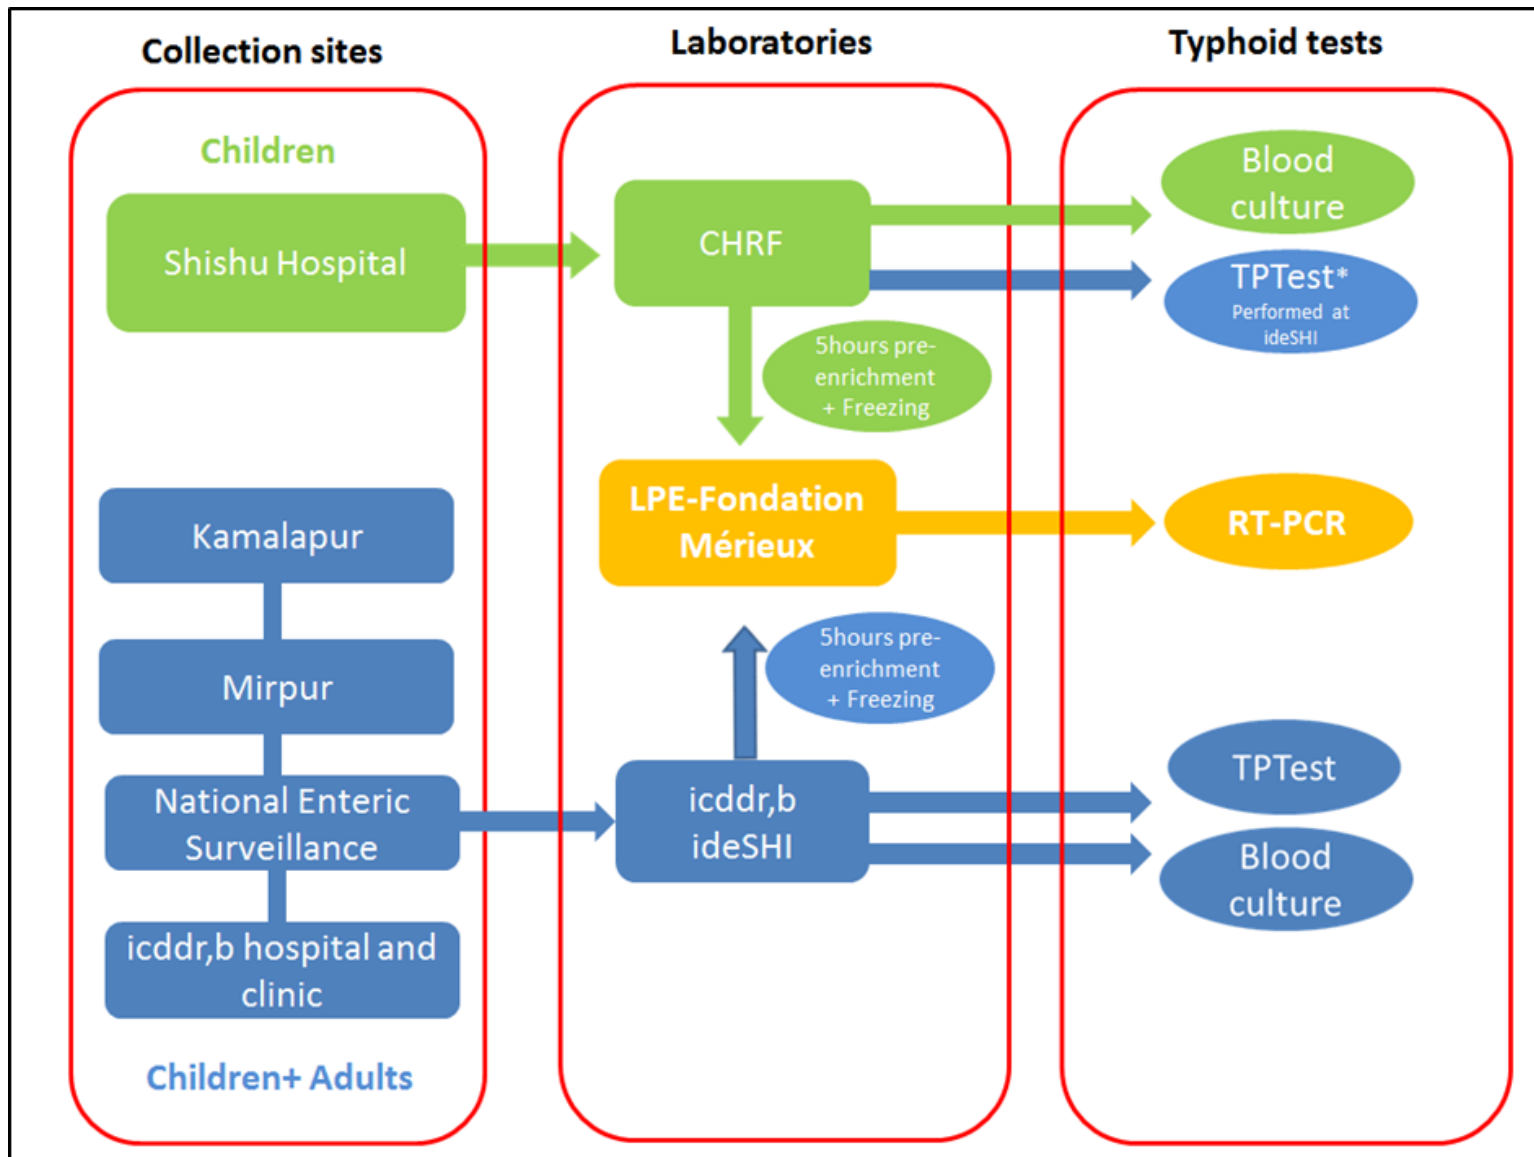 Collection sites
Laboratories
Typhoid tests
Children
Shishu Hospital
Kamalapur
Mirpur
National Enteric
Surveillance
icddr,b hospital and
clinic
Children+ Adults
CHRF
5hours pre-
enrichment
+ Freezing
LPE-Fondation
Mérieux
5hours pre-
enrichment
+ Freezing
icddr,b
ideSHI
Blood
culture
TPTest*
Performed at
ideSHI
RT-PCR
TPTest
Blood
culture